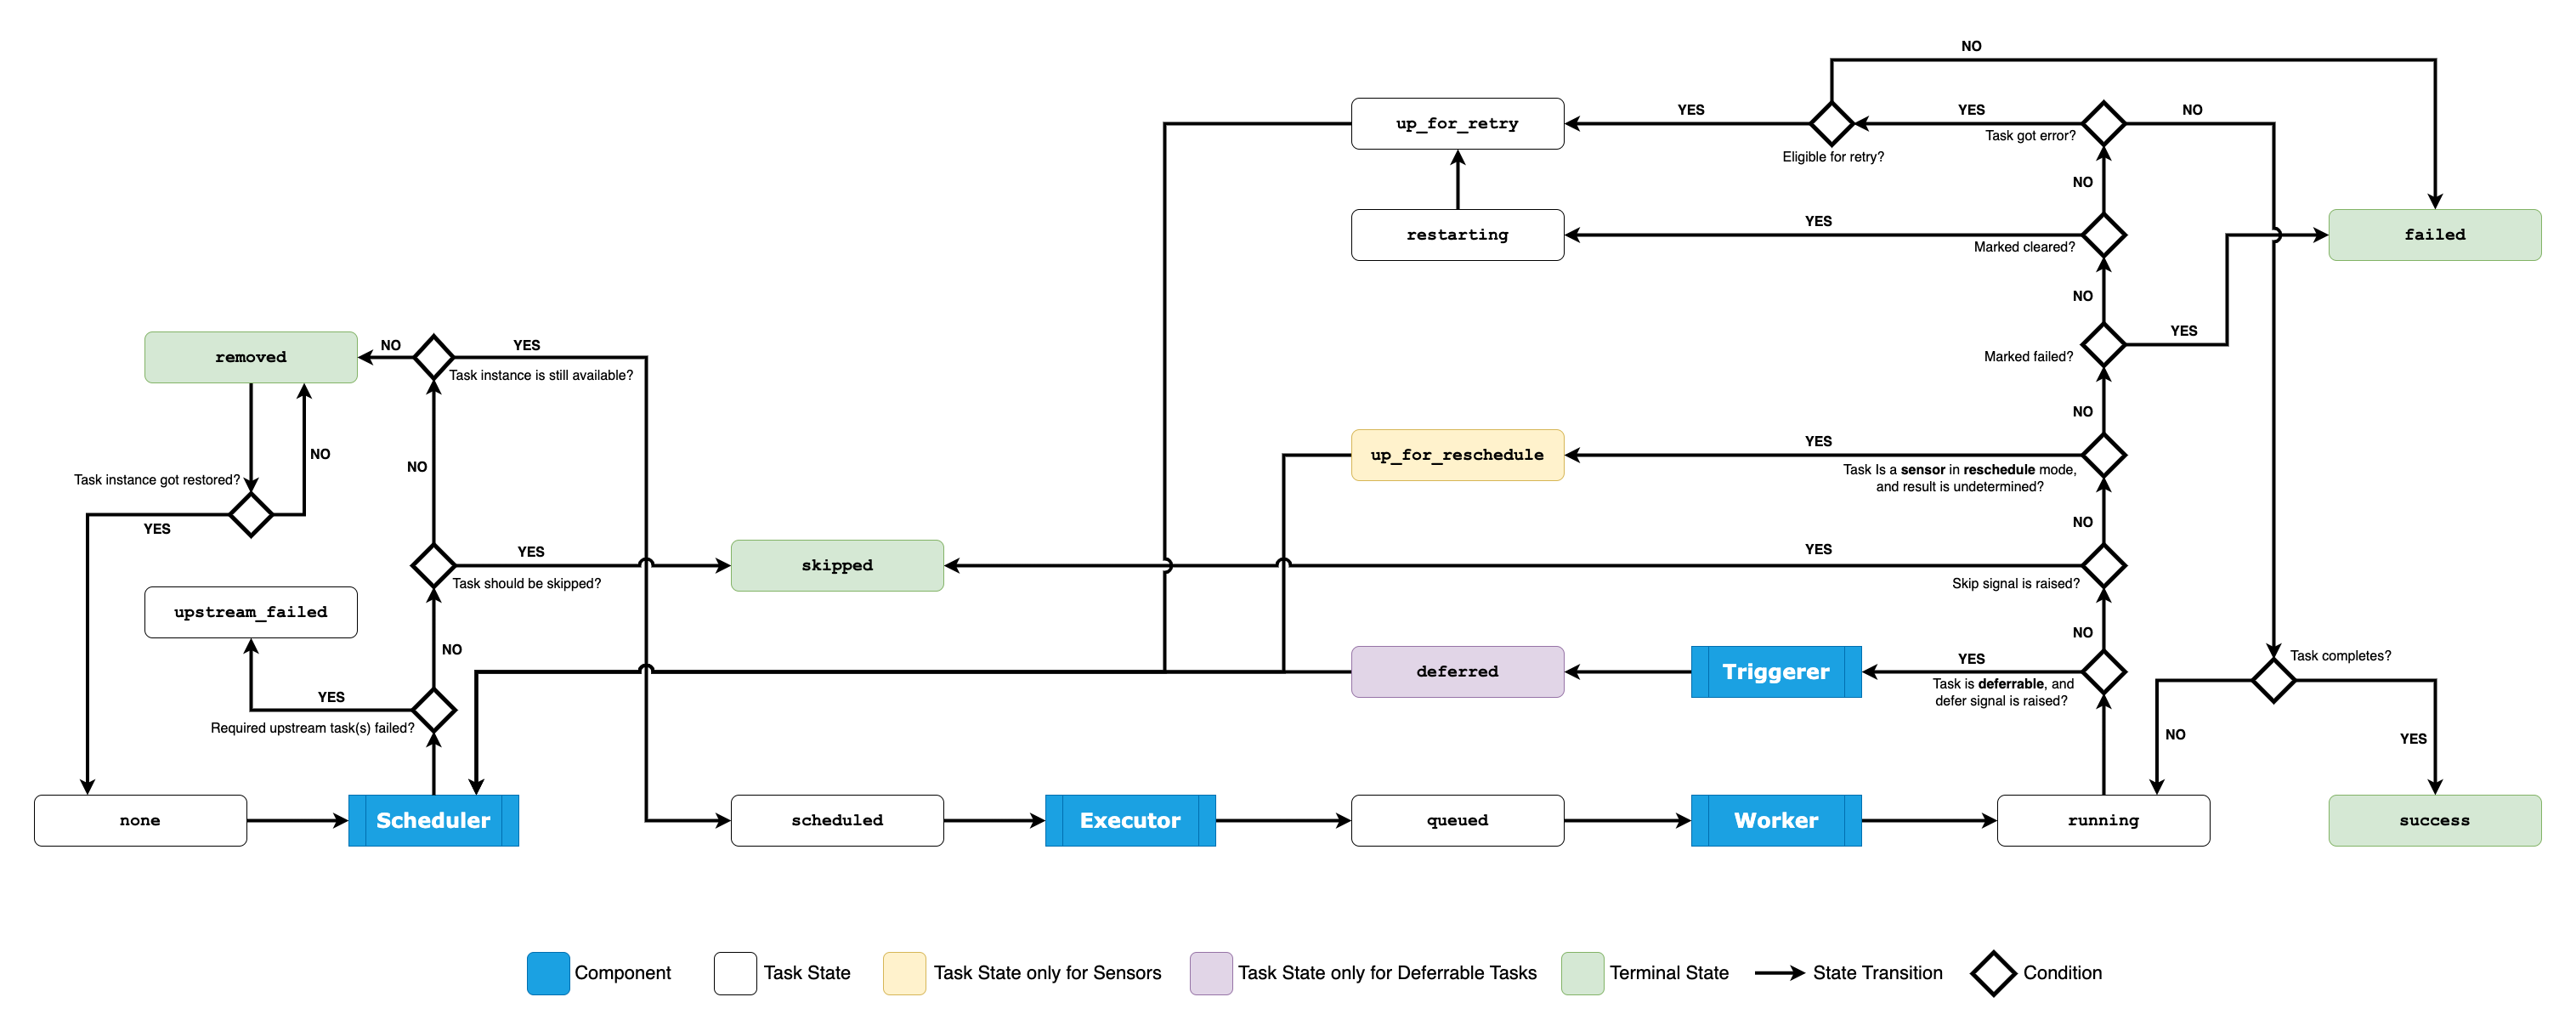 NO
up_for_retry
YES
Eligible for retry?
YES
Task got error?
NO
NO
restarting
YES
Marked cleared?
failed
NO
removed
NO
YES
Task instance is still available?
Marked failed?
YES
NO
NO
NO
Task instance got restored?
YES
up_for_reschedule
YES
Task Is a sensor in reschedule mode,
and result is undetermined?
NO
YES
Task should be skipped?
skipped
YES
Skip signal is raised?
upstream_failed
NO
NO
YES
Required upstream task(s) failed?
deferred
Triggerer
YES
Task is deferrable, and
defer signal is raised?
Task completes?
NO
YES
none
Scheduler
scheduled
Executor
queued
Worker
running
success
Component
Task State
Task State only for Sensors
Task State only for Deferrable Tasks
Terminal State
State Transition
Condition